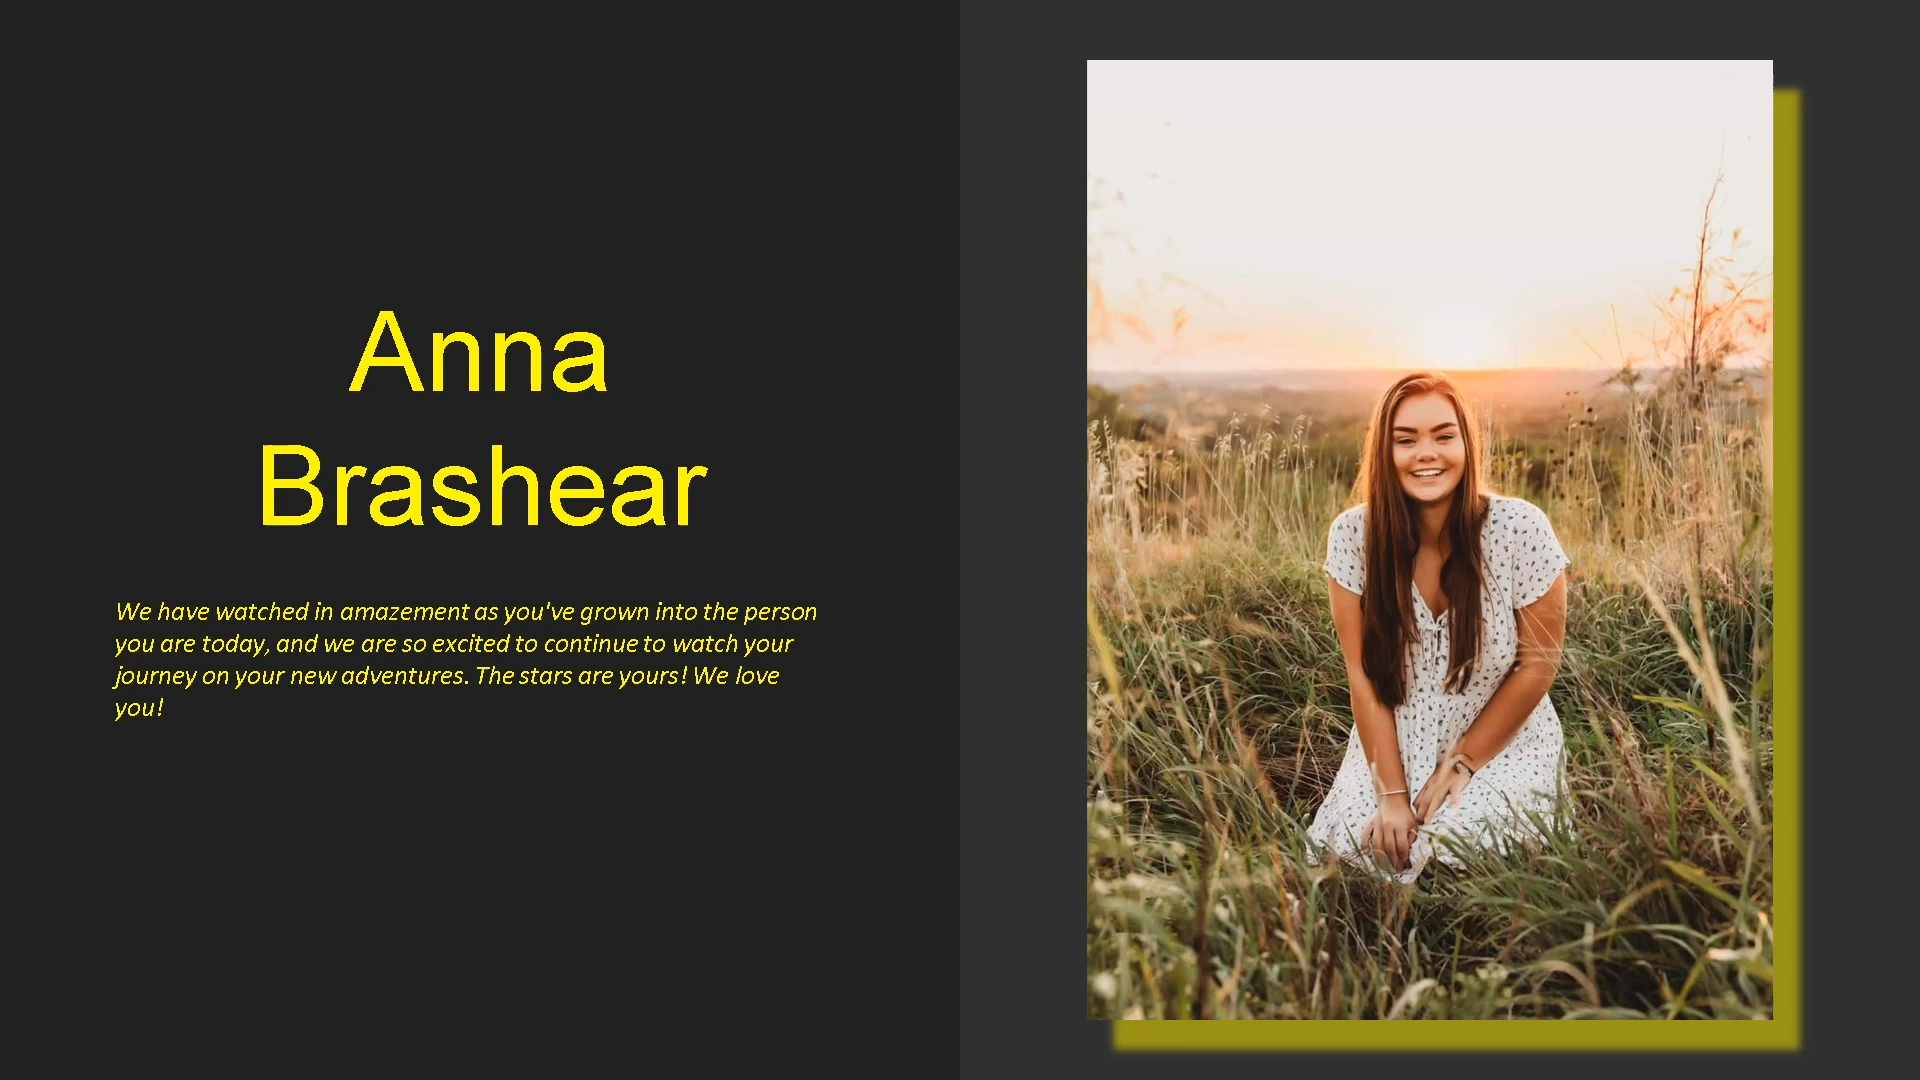 Anna
Brashear
We have watched in amazement as you've grown into the person
you are today, and we are so excited to continue to watch your
journey on your new adventures. The stars are yours! We love
you!